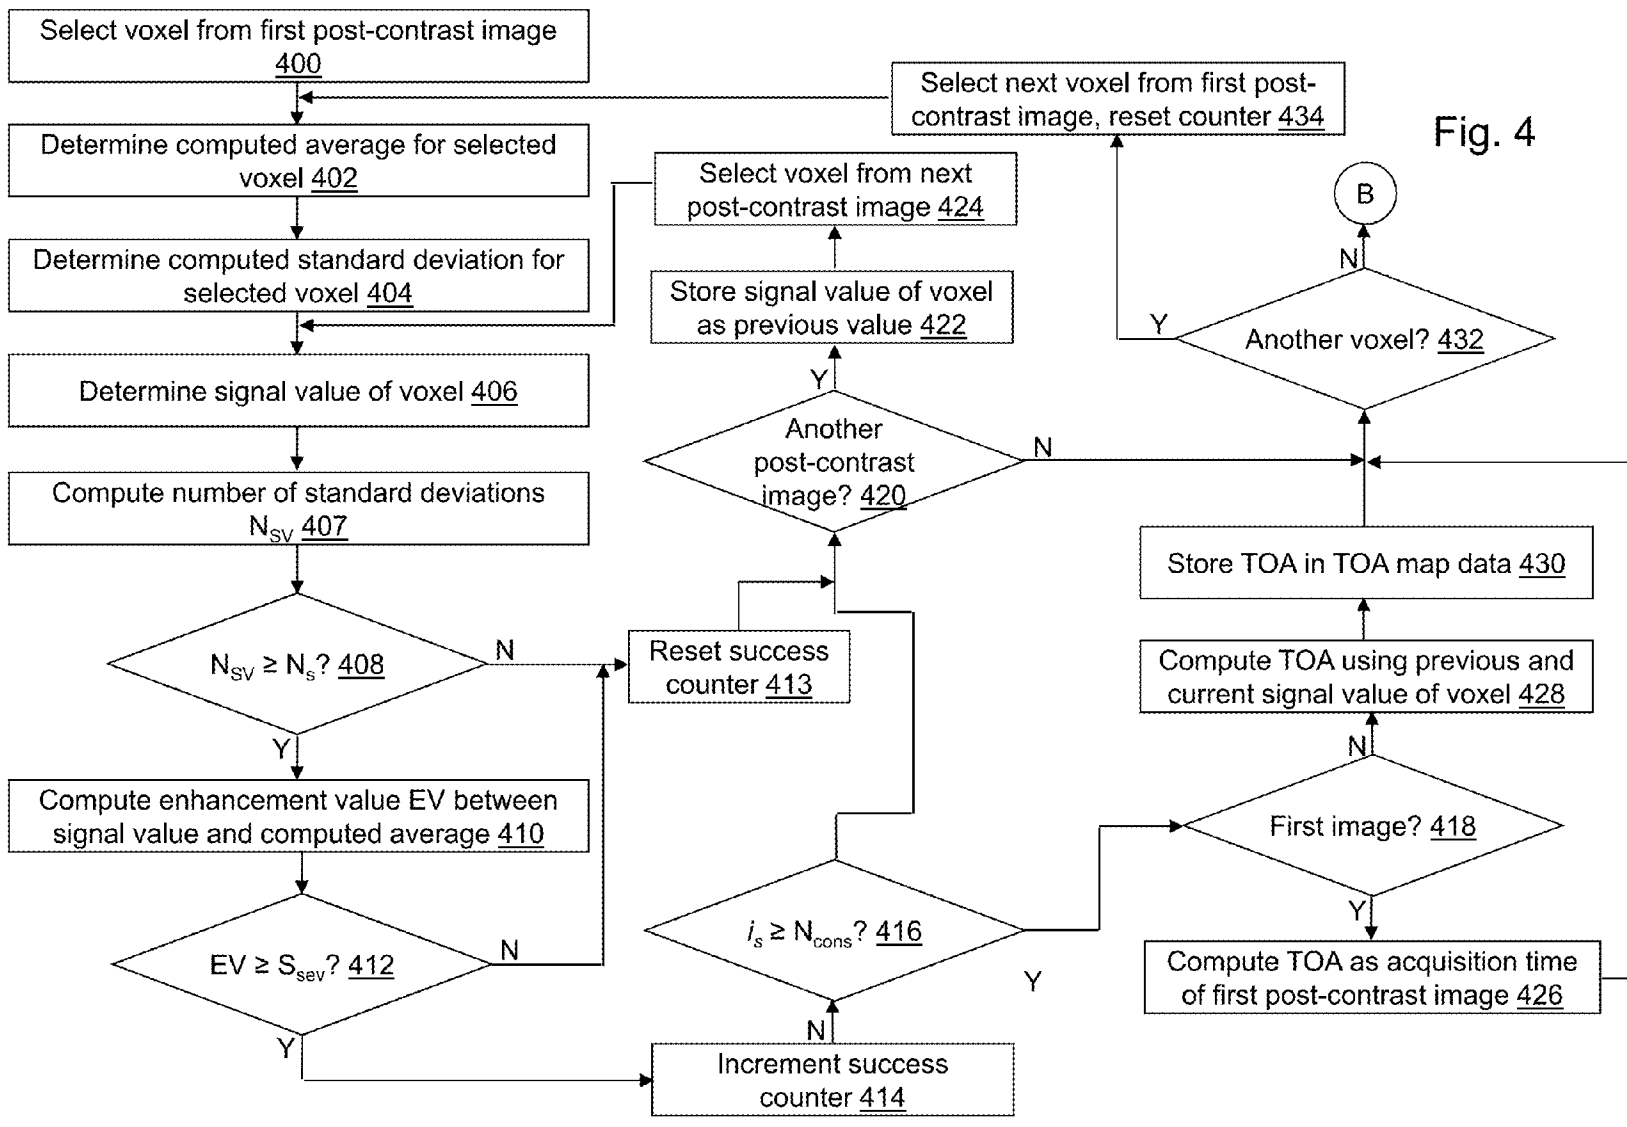 Select voxel from first post-contrast image
400
Determine computed average for selected
voxel 402
Determine computed standard deviation for
selected voxel 404
Determine signal value of voxel 406
Compute number of standard deviations
NSV 407
NSV ≥ Ns? 408
N
Y
Compute enhancement value EV between
signal value and computed average 410
EV ≥ Ssev? 412
N
Y
Select next voxel from first post-
contrast image, reset counter 434
Select voxel from next
post-contrast image 424
Store signal value of voxel
as previous value 422
Y
Another
post-contrast
image? 420
N
Reset success
counter 413
is ≥ Ncons? 416
Y
N
Increment success
counter 414
Fig. 4
B
N
Y
Another voxel? 432
Store TOA in TOA map data 430
Compute TOA using previous and
current signal value of voxel 428
N
First image? 418
Y
Compute TOA as acquisition time
of first post-contrast image 426